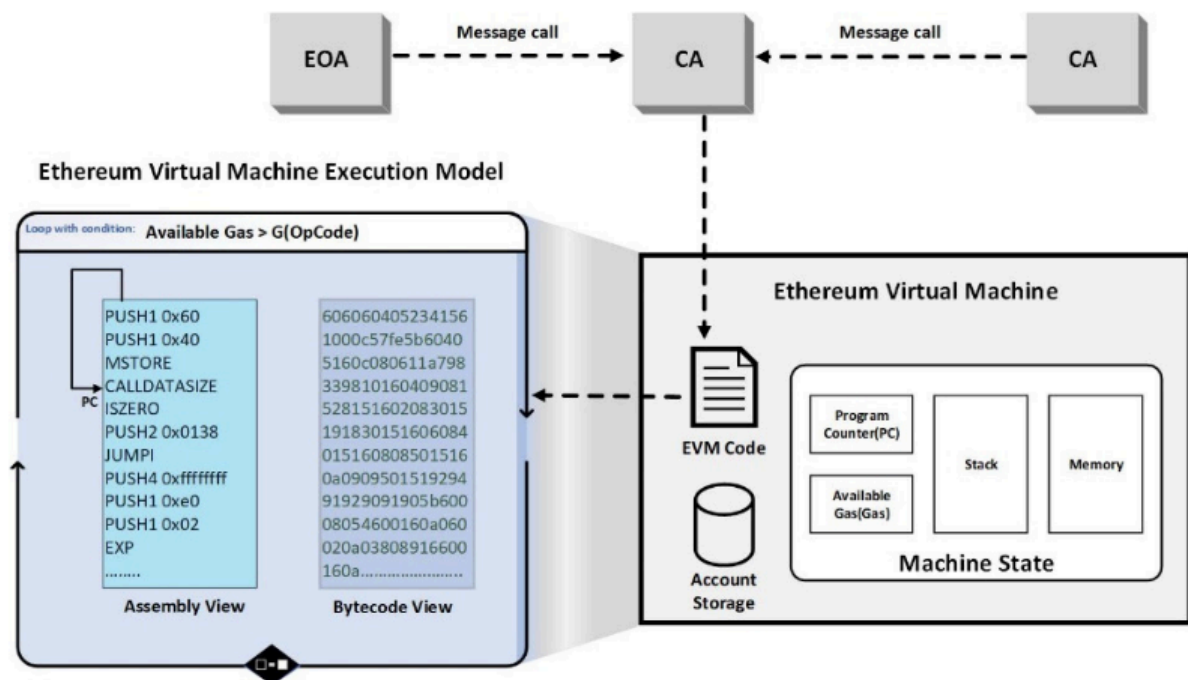 Message call
Message call
EOA
CA
CA
Ethereum Virtual Machine Execution Model
Loop with condition: Available Gas > G(OpCode)
PUSH1 0x60
PUSH1 0x40
MSTORE
CALLDATASIZE
PC
ISZERO
PUSH2 0x0138
JUMPI
PUSH4 0xffffffff
PUSH1 0xe0
PUSH1 0x02
EXP
........
Assembly View
606060405234156
1000c57fe5b6040
5160c080611a798
339810160409081
528151602083015
191830151606084
015160808501516
0a0909501519294
91929091905b600
08054600160a060
020a03808916600
160a......................
Bytecode View
Ethereum Virtual Machine
EVM Code
Account
Storage
Program
Counter(PC)
Available
Gas(Gas)
Stack
Memory
Machine State